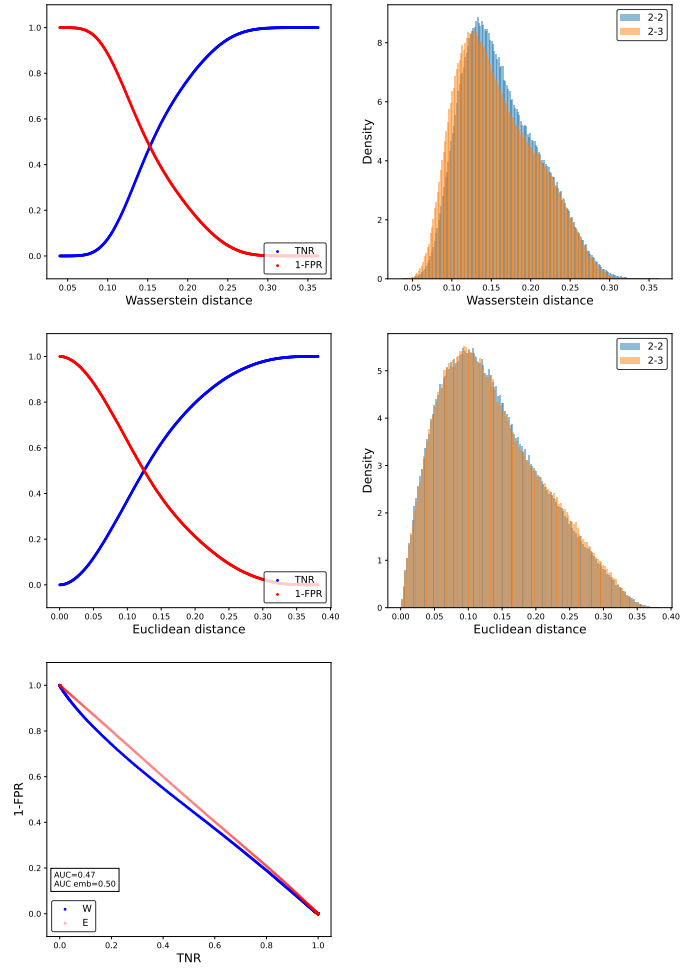 1.0
0.8
0.6
0.4
0.2
0.0
0.05 0.10 0.15 0.20 0.25 0.30 0.35
Wasserstein distance
TNR
1-FPR
8
6
4
2
0
Density
0.05 0.10 0.15 0.20 0.25 0.30 0.35
Wasserstein distance
2-2
2-3
1.0
0.8
0.6
0.4
0.2
0.0
0.00 0.05 0.10 0.15 0.20 0.25 0.30 0.35 0.40
Euclidean distance
TNR
1-FPR
5
4
3
2
1
0
Density
0.00 0.05 0.10 0.15 0.20 0.25 0.30 0.35 0.40
Euclidean distance
2-2
2-3
1.0
0.8
0.6
0.4
0.2
0.0
1-FPR
AUC=0.47
AUC emb=0.50
W
E
0.0 0.2 0.4 0.6 0.8 1.0
TNR